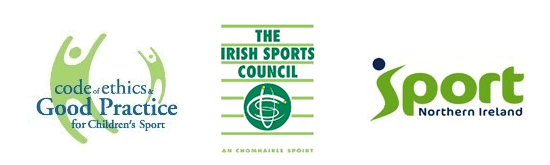 code of ethics &
Good Practice
for Children's Sport
THE
IRISH SPORTS
COUNCIL
AN CHOMHAIRLE SPÓIRT
Sport
Northern Ireland